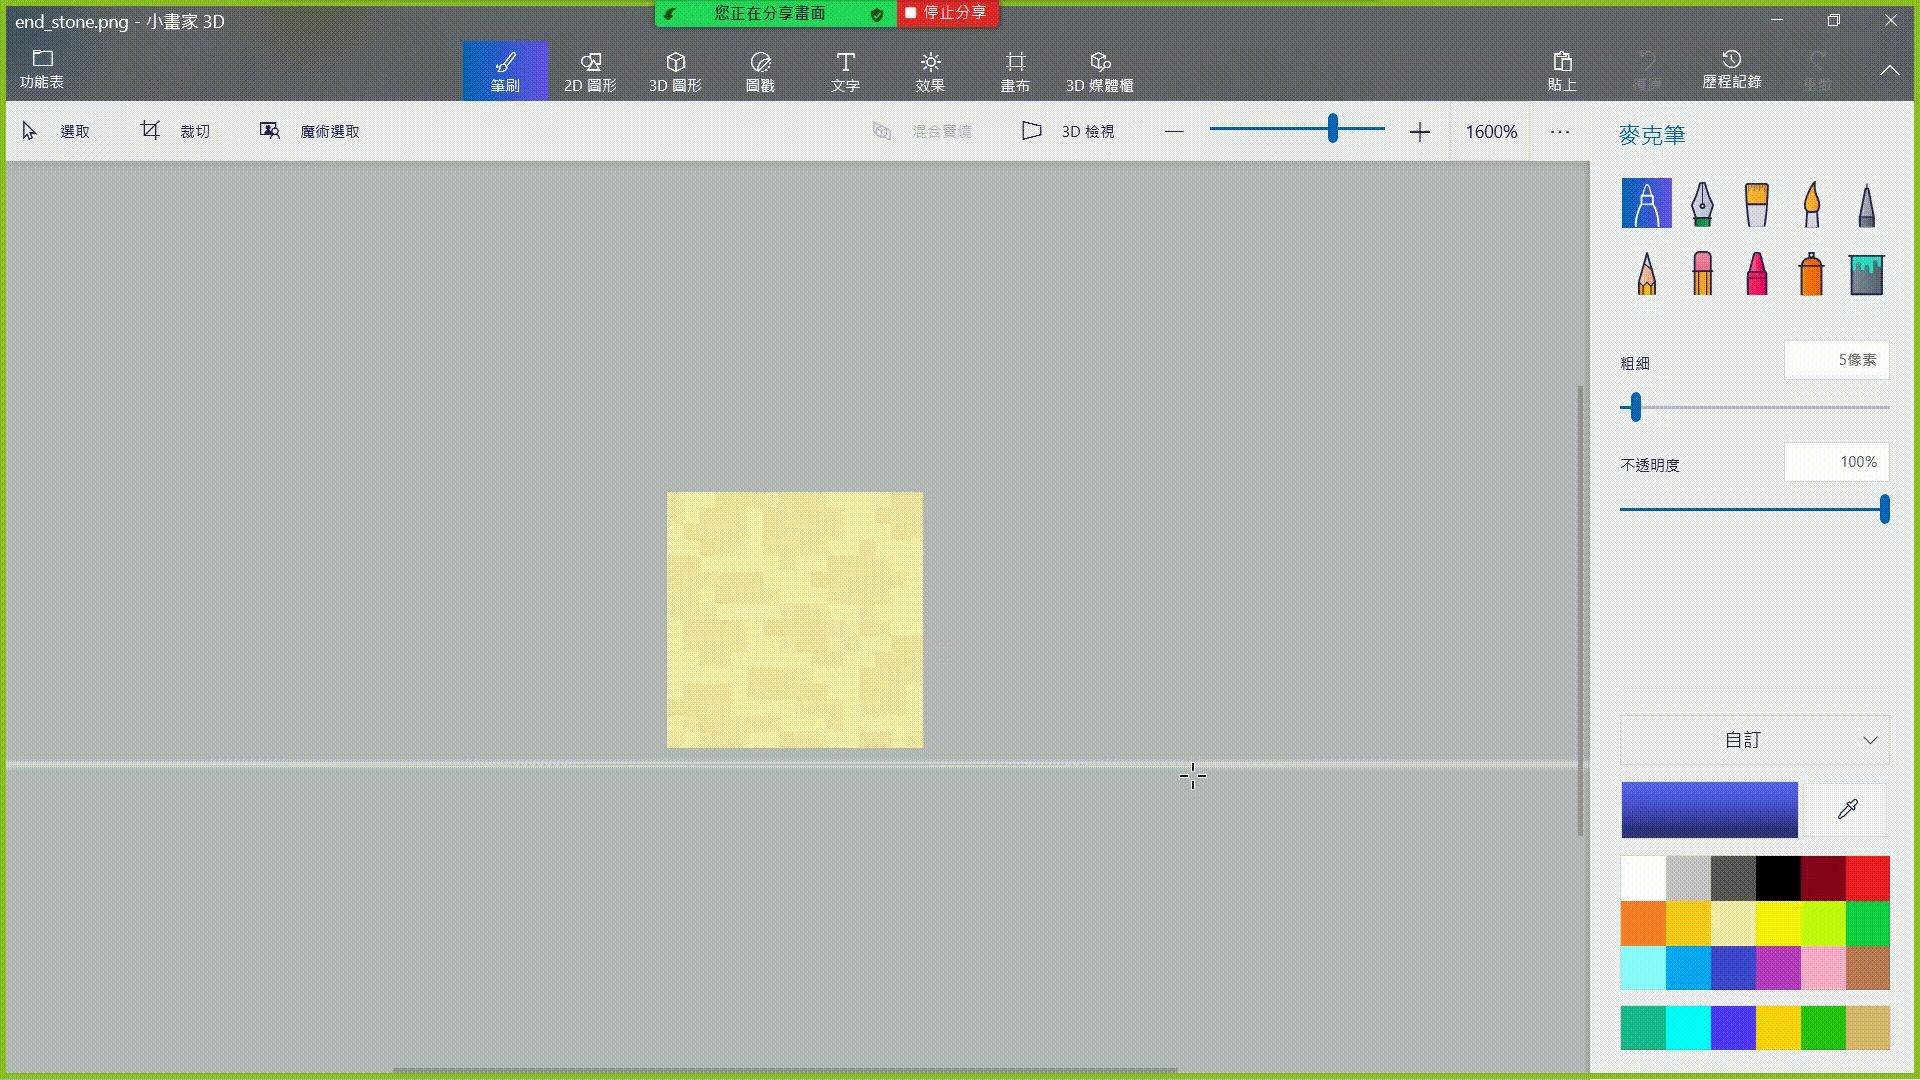 end_stone.png - 小畫家 3D
您正在分享畫面
停止分享
功能表
筆刷
2D 圖形
3D 圖形
圖戳
文字
效果
畫布
3D 媒體櫃
貼上
復原
歷程記錄
重做
選取
裁切
魔術選取
混合實境
3D 檢視
1600%
麥克筆
粗細
5像素
不透明度
100%
自訂